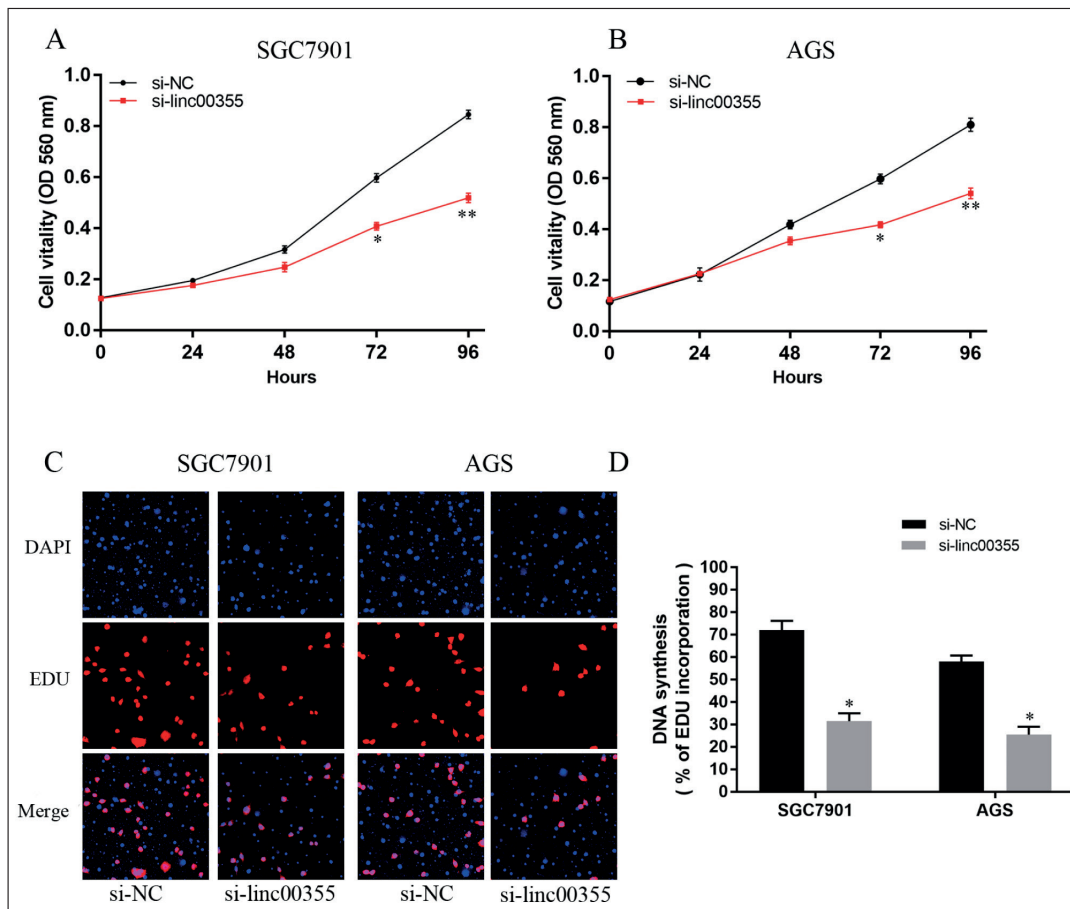 A
SGC7901
si-NC
si-linc00355
Cell vitality (OD 560 nm)
1.0
0.8
0.6
0.4
0.2
0.0
*
**
0 24 48 72 96
Hours
B
AGS
si-NC
si-linc00355
Cell vitality (OD 560 nm)
1.0
0.8
0.6
0.4
0.2
0.0
*
**
0 24 48 72 96
Hours
C
SGC7901 AGS
DAPI
EDU
Merge
si-NC si-linc00355 si-NC si-linc00355
D
si-NC
si-linc00355
DNA synthesis
( % of EDU incorporation )
100
90
80
70
60
50
40
30
20
10
0
*
*
SGC7901 AGS